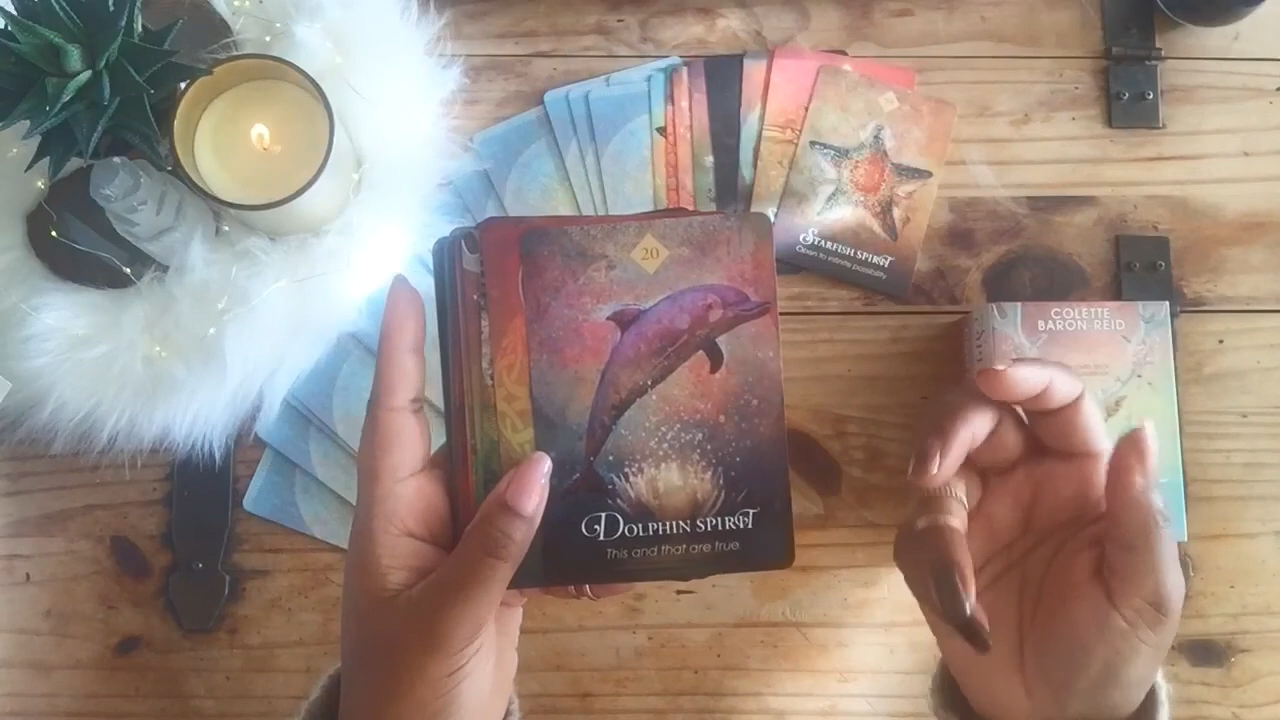 20
DOLPHIN SPIRIT
This and that are true.
STARFISH SPIRIT
Open to infinite possibility.
COLETTE
BARON-REID